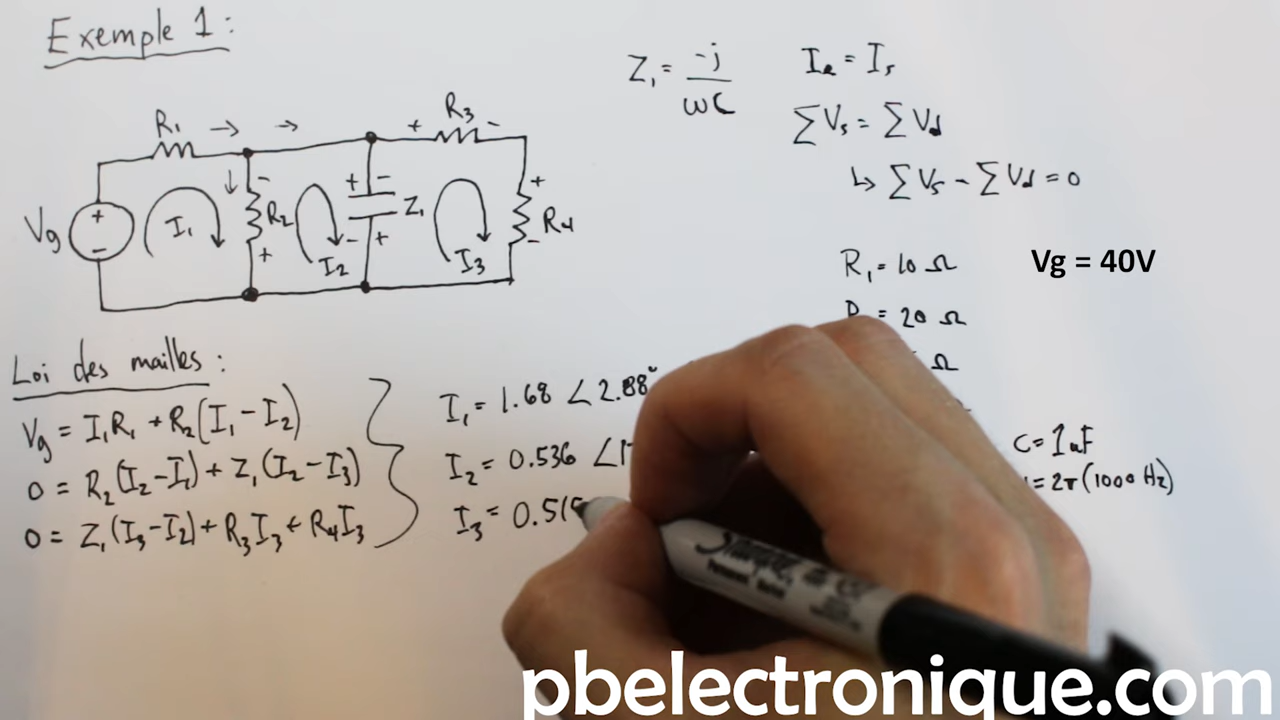 Exemple 1 :
Z₁ = -j / ωC
Ie = Is
∑Vs = ∑Vd
↳ ∑Vs - ∑Vd = 0
R₁ → → + R₃ -
Vg + - I₁ - R₂ + I₂ + - Z₁ - + I₃ + R₄ -
R₁ = 10 Ω
Vg = 40V
= 20 Ω
Ω
C = 1uF
= 2π(1000 Hz)
Loi des mailles :
Vg = I₁R₁ + R₂(I₁ - I₂)
0 = R₂(I₂ - I₁) + Z₁(I₂ - I₃)
0 = Z₁(I₃ - I₂) + R₃I₃ + R₄I₃
I₁ = 1.68 ∠ 2.88°
I₂ = 0.536 ∠
I₃ = 0.51
Sharpie
pbelectronique.com